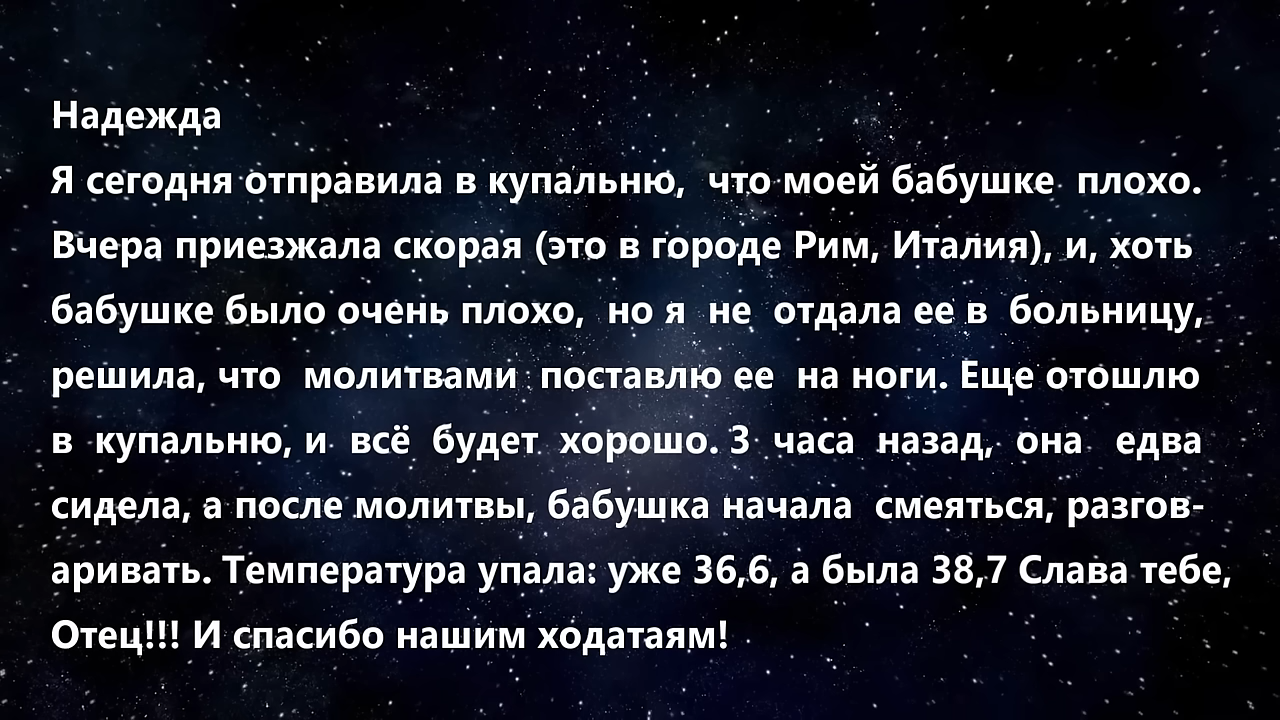 Надежда
Я сегодня отправила в купальню, что моей бабушке плохо.
Вчера приезжала скорая (это в городе Рим, Италия), и, хоть
бабушке было очень плохо, но я не отдала ее в больницу,
решила, что молитвами поставлю ее на ноги. Еще отошлю
в купальню, и всё будет хорошо. 3 часа назад, она едва
сидела, а после молитвы, бабушка начала смеяться, разгов-
аривать. Температура упала: уже 36,6, а была 38,7 Слава тебе,
Отец!!! И спасибо нашим ходатаям!